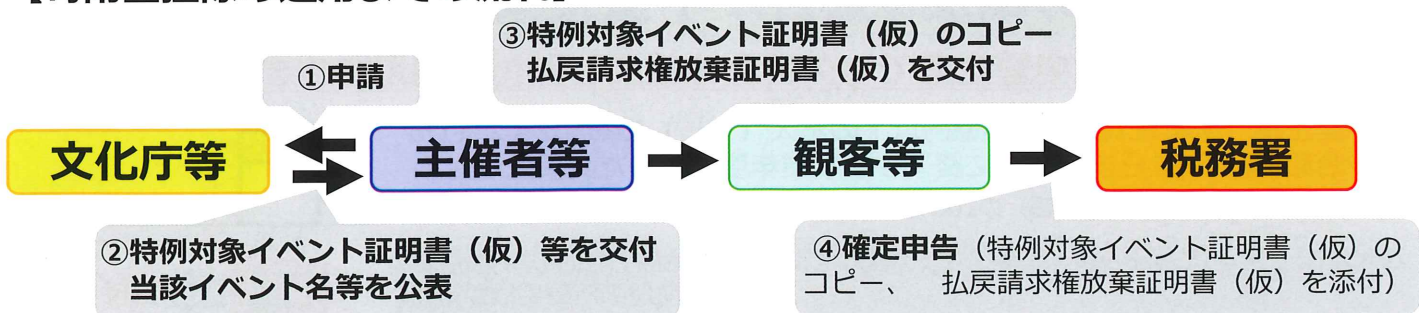 ③特例対象イベント証明書（仮）のコピー
払戻請求権放棄証明書（仮）を交付
①申請
文化庁等
主催者等
観客等
税務署
②特例対象イベント証明書（仮）等を交付
当該イベント名等を公表
④確定申告（特例対象イベント証明書（仮）の
コピー、　払戻請求権放棄証明書（仮）を添付）